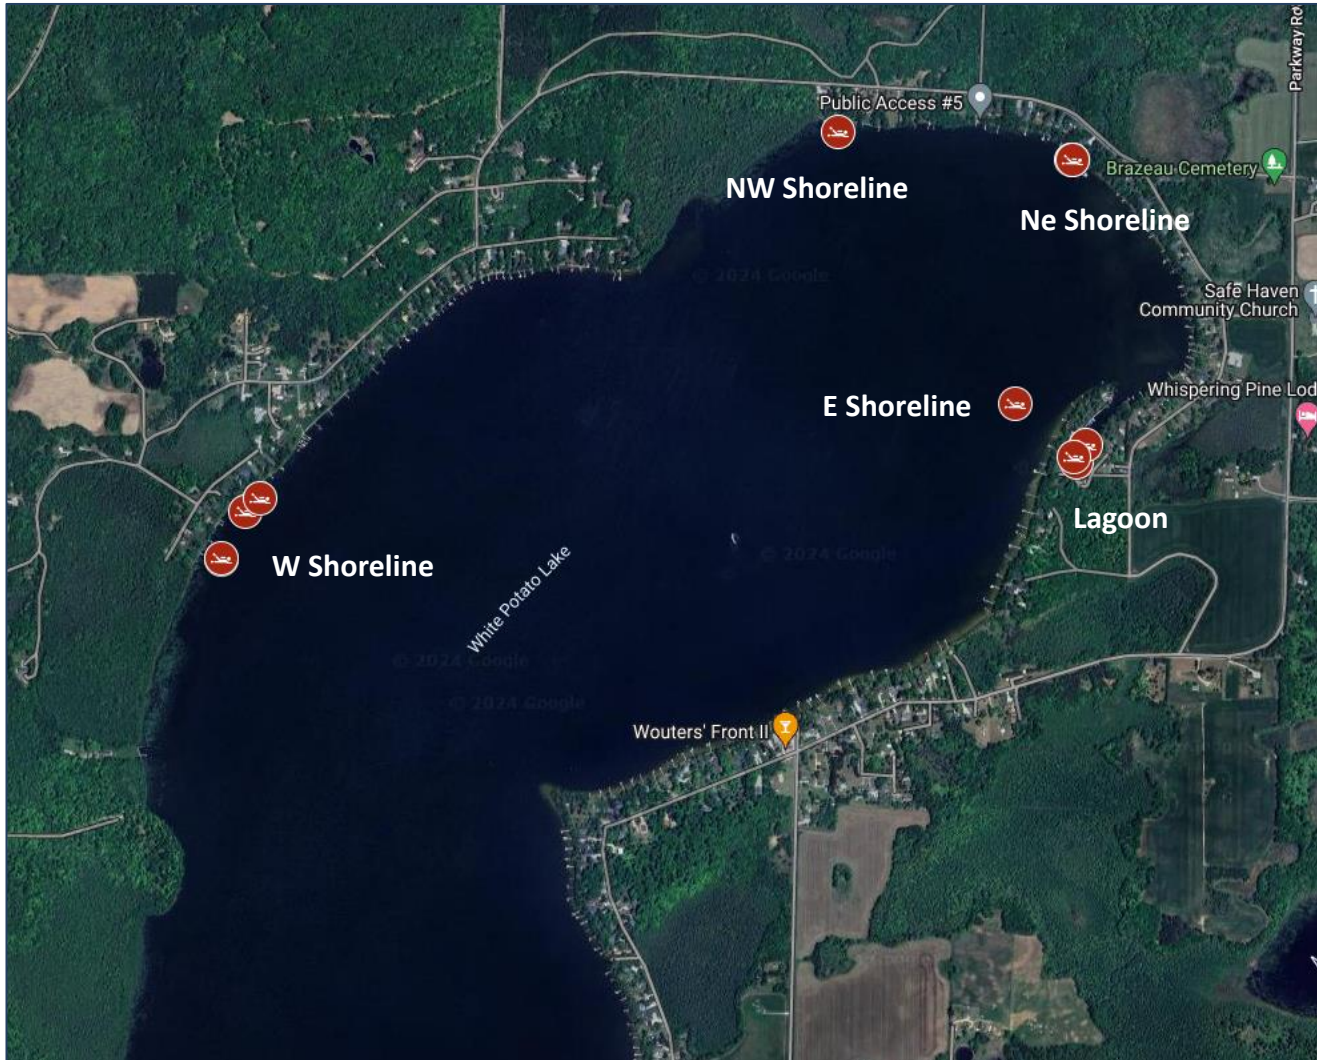 Parkway Rd
Public Access #5
Brazeau Cemetery
NW Shoreline
Ne Shoreline
© 2024 Google
Safe Haven
Community Church
Whispering Pine Lod
E Shoreline
Lagoon
© 2024 Google
W Shoreline
White Potato Lake
© 2024 Google
© 2024 Google
Wouters' Front II